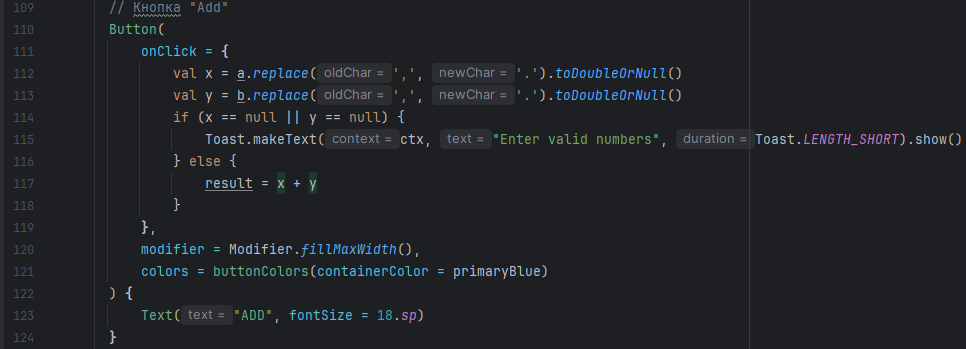 109 // Кнопка "Add"
110 Button(
111 onClick = {
112 val x = a.replace( oldChar = ',', newChar = '.').toDoubleOrNull()
113 val y = b.replace( oldChar = ',', newChar = '.').toDoubleOrNull()
114 if (x == null || y == null) {
115 Toast.makeText( context = ctx, text = "Enter valid numbers", duration = Toast.LENGTH_SHORT).show()
116 } else {
117 result = x + y
118 }
119 },
120 modifier = Modifier.fillMaxWidth(),
121 colors = buttonColors(containerColor = primaryBlue)
122 ) {
123 Text( text = "ADD", fontSize = 18.sp)
124 }